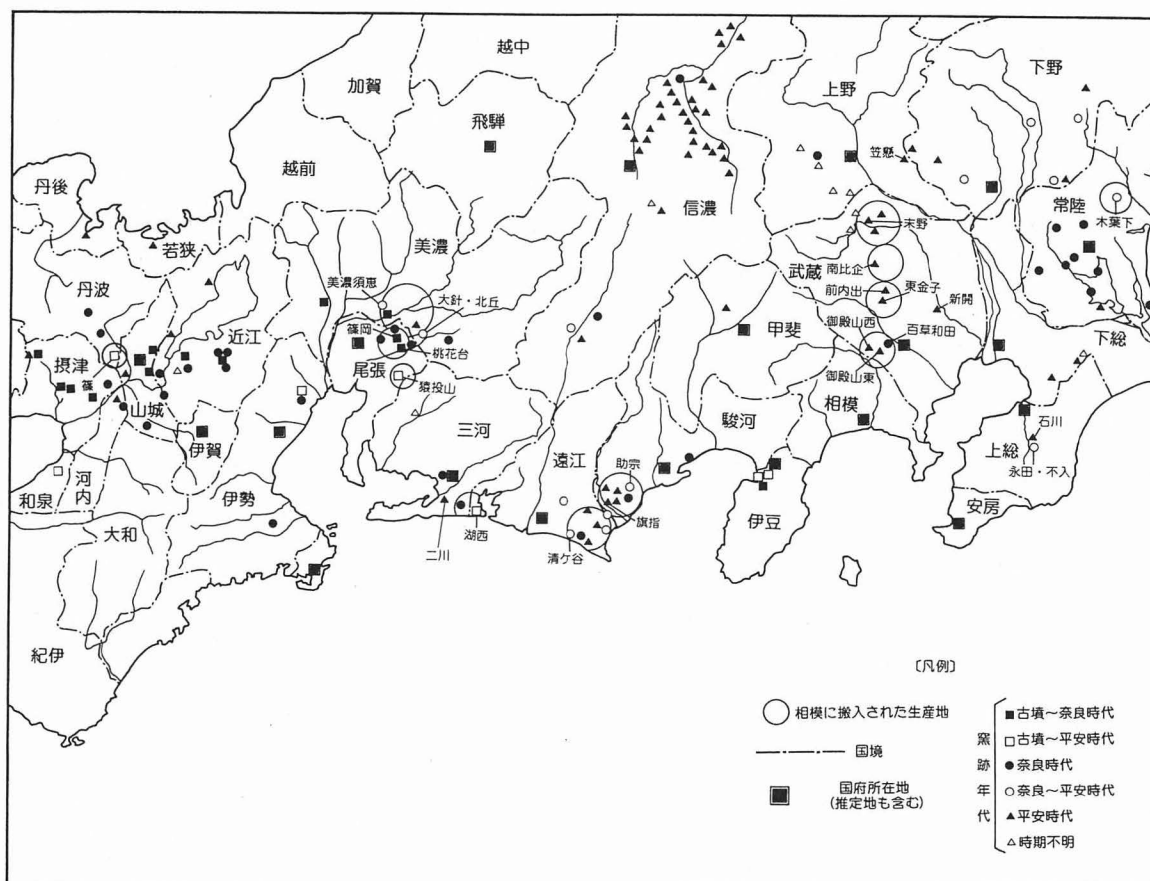 越中
加賀
飛騨
越前
丹後
若狭
丹波
美濃
美濃須恵
大針・北丘
篠岡
桃花台
尾張
猿投山
近江
摂津
篠
山城
伊賀
和泉
河内
伊勢
大和
紀伊
三河
二川
湖西
遠江
助宗
旗指
清ケ谷
信濃
上野
下野
笠懸
常陸
木葉下
末野
武蔵
南比企
前内出
東金子
新開
御殿山西
百草和田
甲斐
御殿山東
相模
駿河
伊豆
下総
石川
上総
永田・不入
安房
〔凡例〕
相模に搬入された生産地
国境
国府所在地
(推定地も含む)
窯跡年代
古墳〜奈良時代
古墳〜平安時代
奈良時代
奈良〜平安時代
平安時代
時期不明